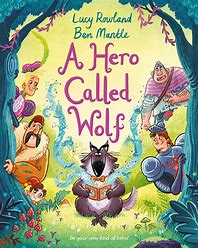 Lucy Rowland
Ben Mantle
A Hero
Called
Wolf
Be your own kind of hero!